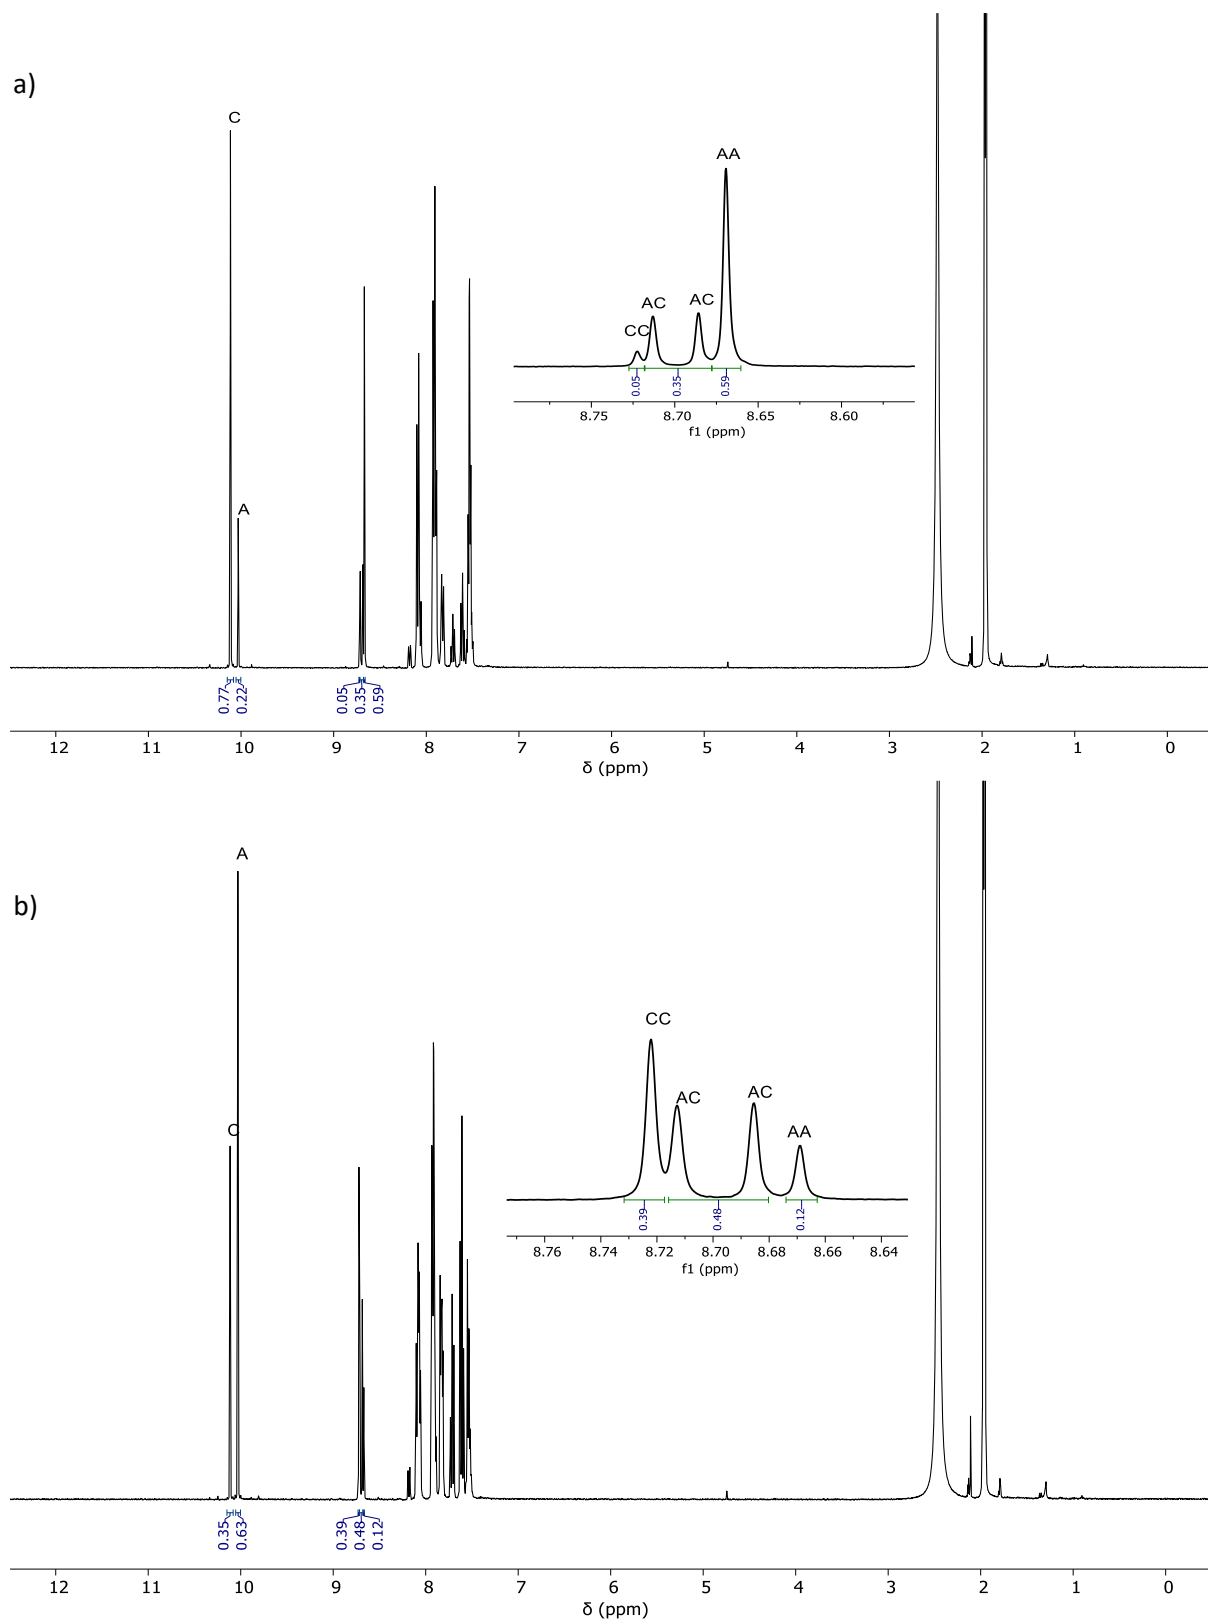 a)
C
A
AA
AC
AC
CC
0.05
0.35
0.59
8.75 8.70 8.65 8.60
f1 (ppm)
0.77
0.22
0.05
0.35
0.59
12 11 10 9 8 7 6 5 4 3 2 1 0
δ (ppm)
A
b)
C
CC
AC
AC
AA
0.39
0.48
0.12
8.76 8.74 8.72 8.70 8.68 8.66 8.64
f1 (ppm)
0.35
0.63
0.39
0.48
0.12
12 11 10 9 8 7 6 5 4 3 2 1 0
δ (ppm)